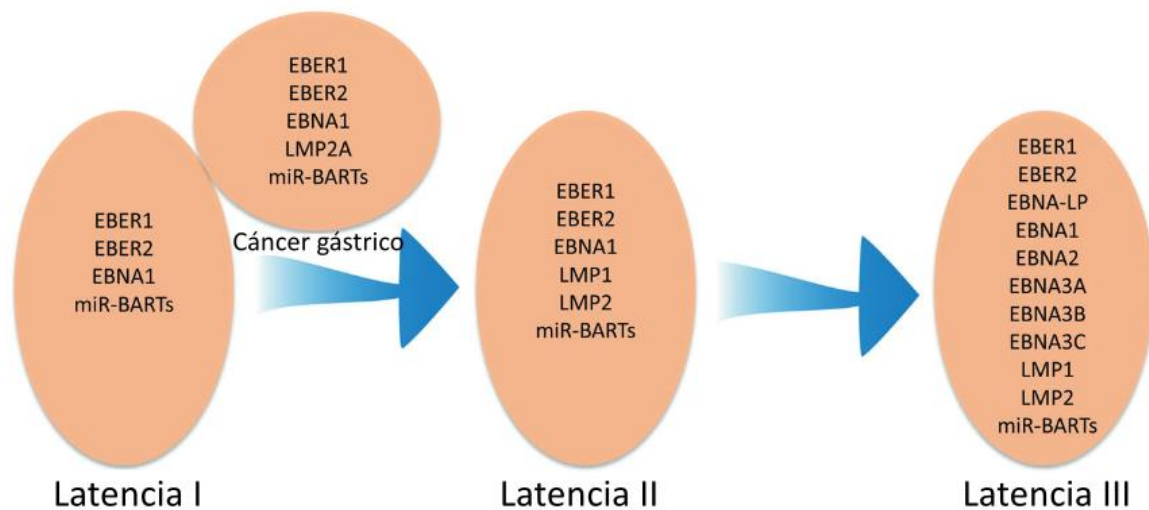 EBER1
EBER2
EBNA1
LMP2A
miR-BARTs
Cáncer gástrico
EBER1
EBER2
EBNA1
miR-BARTs
Latencia I
EBER1
EBER2
EBNA1
LMP1
LMP2
miR-BARTs
Latencia II
EBER1
EBER2
EBNA-LP
EBNA1
EBNA2
EBNA3A
EBNA3B
EBNA3C
LMP1
LMP2
miR-BARTs
Latencia III